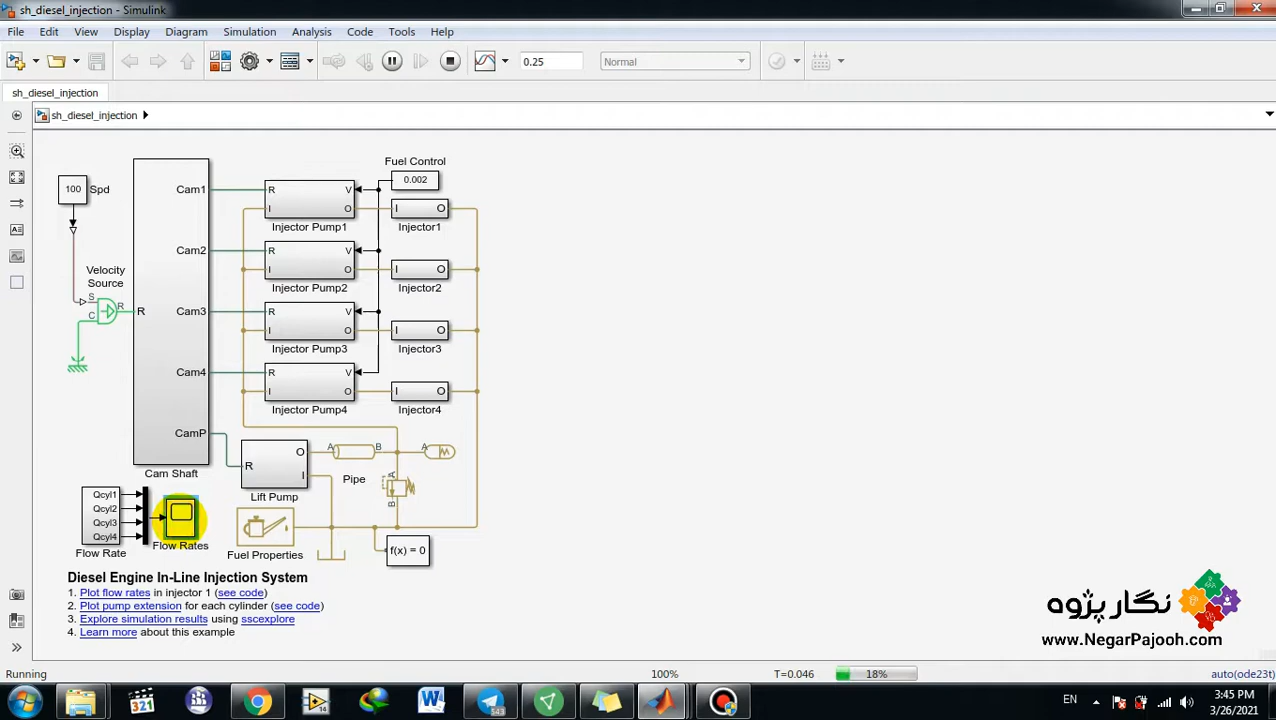 sh_diesel_injection - Simulink
File Edit View Display Diagram Simulation Analysis Code Tools Help
0.25 Normal
sh_diesel_injection
sh_diesel_injection
Fuel Control
0.002
100 Spd
Cam1 R V I O
Injector Pump1 Injector1
Cam2 R V I O
Injector Pump2 Injector2
Velocity
Source
S R C R
Cam3 R V I O
Injector Pump3 Injector3
Cam4 R V I O
Injector Pump4 Injector4
CamP
O A B A
R I
Pipe A
B
Cam Shaft
Lift Pump
Qcyl1
Qcyl2
Qcyl3
Qcyl4
Flow Rate Flow Rates
Fuel Properties
f(x) = 0
Diesel Engine In-Line Injection System
1. Plot flow rates in injector 1 (see code)
2. Plot pump extension for each cylinder (see code)
3. Explore simulation results using sscexplore
4. Learn more about this example
نگار پژوه
www.NegarPajooh.com
Running 100% T=0.046 18% auto(ode23t)
321 14 W 543 EN
3:45 PM
3/26/2021